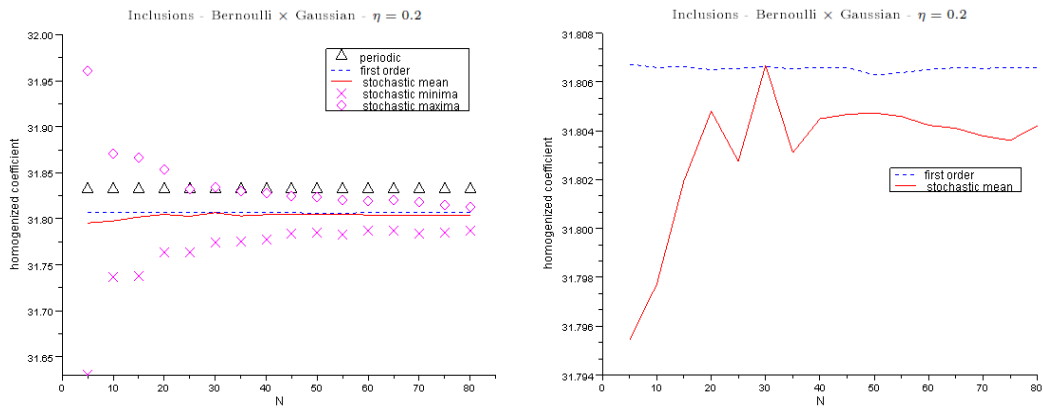 Inclusions - Bernoulli × Gaussian - η = 0.2
homogenized coefficient
32.00
31.95
31.90
31.85
31.80
31.75
31.70
31.65
periodic
first order
stochastic mean
stochastic minima
stochastic maxima
0 10 20 30 40 50 60 70 80
N
Inclusions - Bernoulli × Gaussian - η = 0.2
homogenized coefficient
31.808
31.806
31.804
31.802
31.800
31.798
31.796
31.794
first order
stochastic mean
0 10 20 30 40 50 60 70 80
N